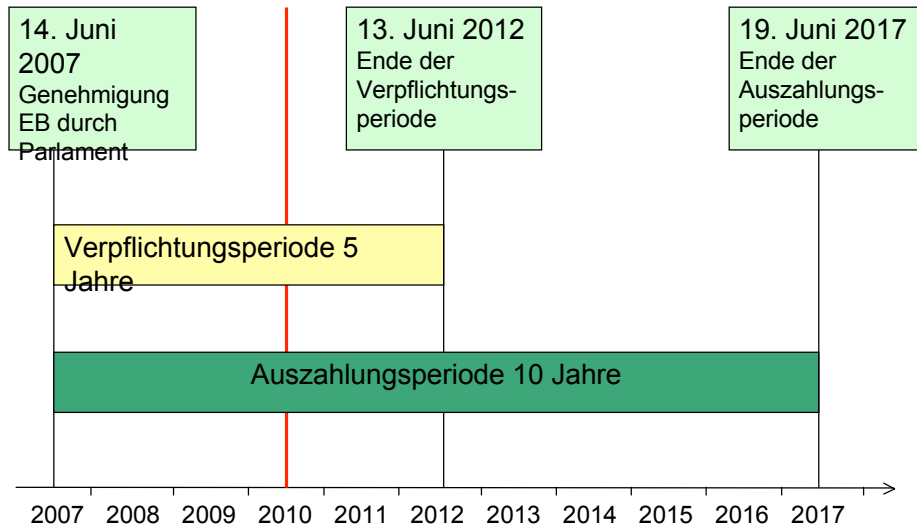 14. Juni
2007
Genehmigung
EB durch
Parlament
13. Juni 2012
Ende der
Verpflichtungs-
periode
19. Juni 2017
Ende der
Auszahlungs-
periode
Verpflichtungsperiode 5
Jahre
Auszahlungsperiode 10 Jahre
2007 2008 2009 2010 2011 2012 2013 2014 2015 2016 2017